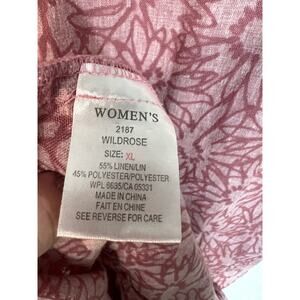 WOMEN'S
2187
WILDROSE
SIZE: XL
55% LINEN/LIN
45% POLYESTER/POLYESTER
WPL 6635/CA 05331
MADE IN CHINA
FAIT EN CHINE
SEE REVERSE FOR CARE